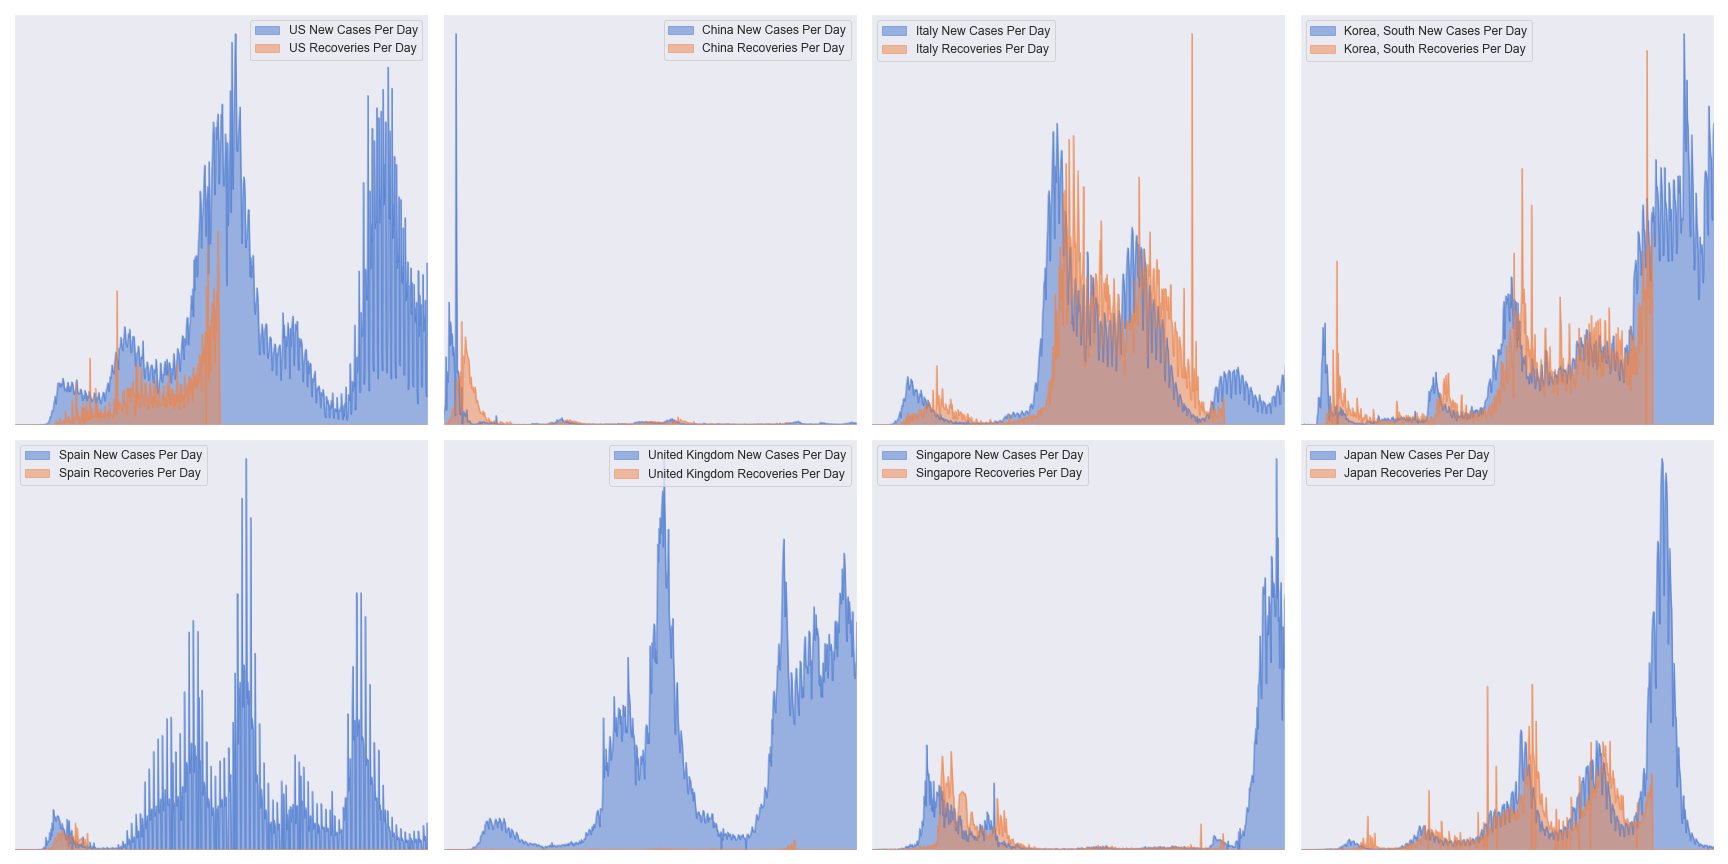 US New Cases Per Day
US Recoveries Per Day
China New Cases Per Day
China Recoveries Per Day
Italy New Cases Per Day
Italy Recoveries Per Day
Korea, South New Cases Per Day
Korea, South Recoveries Per Day
Spain New Cases Per Day
Spain Recoveries Per Day
United Kingdom New Cases Per Day
United Kingdom Recoveries Per Day
Singapore New Cases Per Day
Singapore Recoveries Per Day
Japan New Cases Per Day
Japan Recoveries Per Day